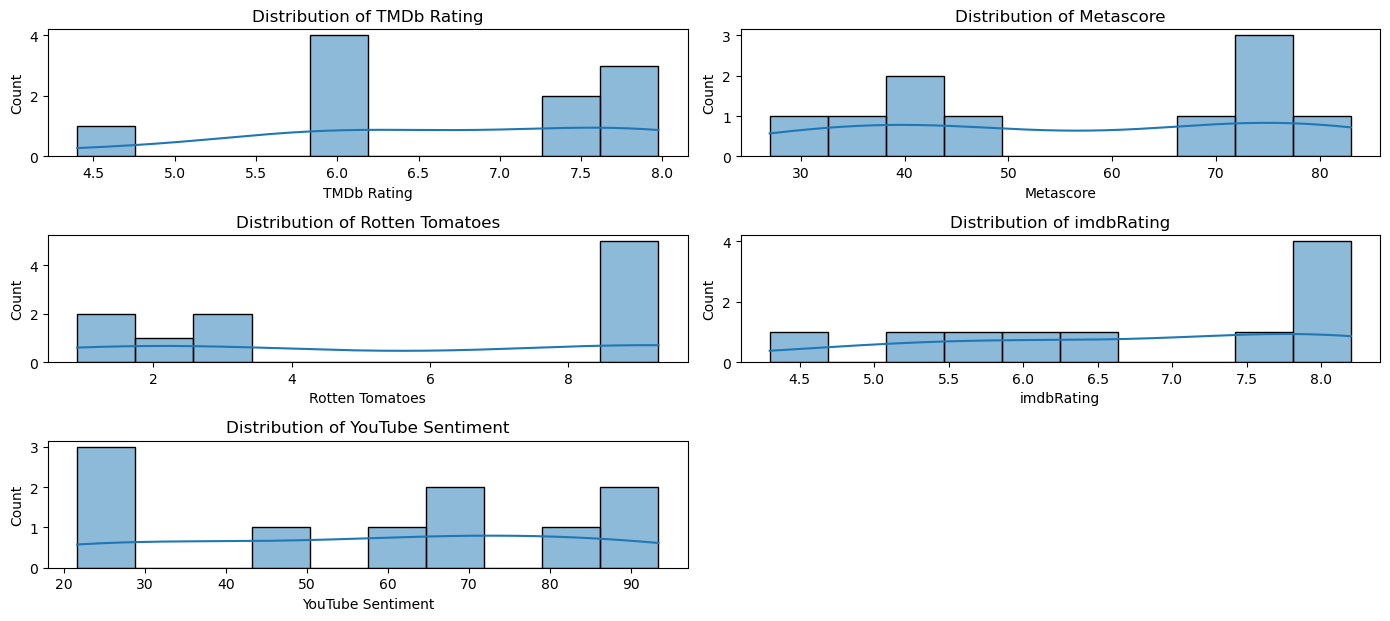 Distribution of TMDb Rating
Count
4
2
0
4.5 5.0 5.5 6.0 6.5 7.0 7.5 8.0
TMDb Rating
Distribution of Metascore
Count
3
2
1
0
30 40 50 60 70 80
Metascore
Distribution of Rotten Tomatoes
Count
4
2
0
2 4 6 8
Rotten Tomatoes
Distribution of imdbRating
Count
4
2
0
4.5 5.0 5.5 6.0 6.5 7.0 7.5 8.0
imdbRating
Distribution of YouTube Sentiment
Count
3
2
1
0
20 30 40 50 60 70 80 90
YouTube Sentiment